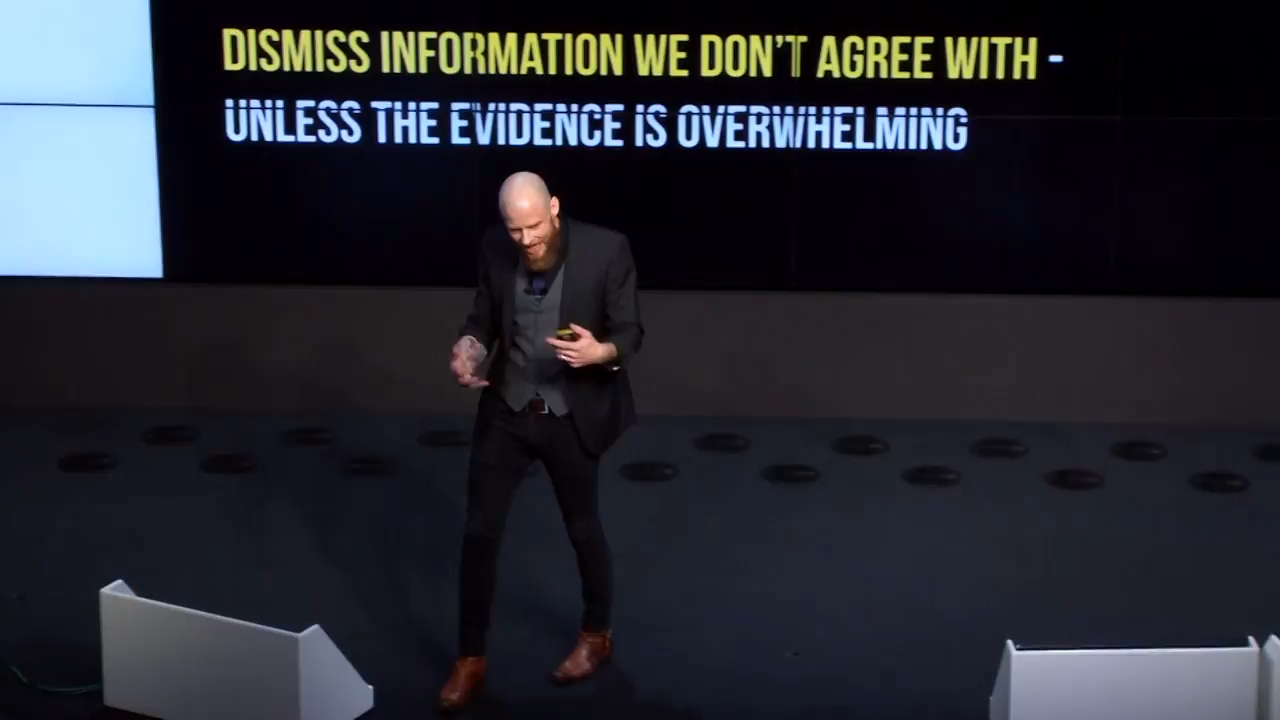 DISMISS INFORMATION WE DON'T AGREE WITH -
UNLESS THE EVIDENCE IS OVERWHELMING